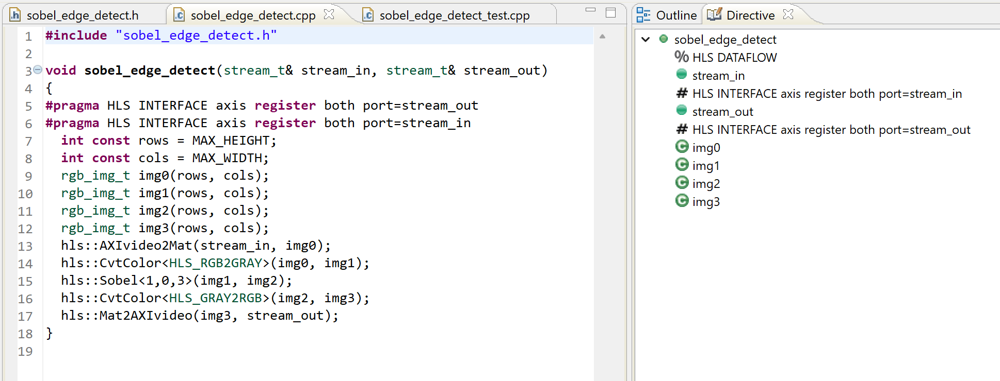 sobel_edge_detect.h sobel_edge_detect.cpp sobel_edge_detect_test.cpp
1 #include "sobel_edge_detect.h"
2
3 void sobel_edge_detect(stream_t& stream_in, stream_t& stream_out)
4 {
5 #pragma HLS INTERFACE axis register both port=stream_out
6 #pragma HLS INTERFACE axis register both port=stream_in
7   int const rows = MAX_HEIGHT;
8   int const cols = MAX_WIDTH;
9   rgb_img_t img0(rows, cols);
10   rgb_img_t img1(rows, cols);
11   rgb_img_t img2(rows, cols);
12   rgb_img_t img3(rows, cols);
13   hls::AXIvideo2Mat(stream_in, img0);
14   hls::CvtColor<HLS_RGB2GRAY>(img0, img1);
15   hls::Sobel<1,0,3>(img1, img2);
16   hls::CvtColor<HLS_GRAY2RGB>(img2, img3);
17   hls::Mat2AXIvideo(img3, stream_out);
18 }
19
Outline Directive
sobel_edge_detect
% HLS DATAFLOW
stream_in
# HLS INTERFACE axis register both port=stream_in
stream_out
# HLS INTERFACE axis register both port=stream_out
img0
img1
img2
img3